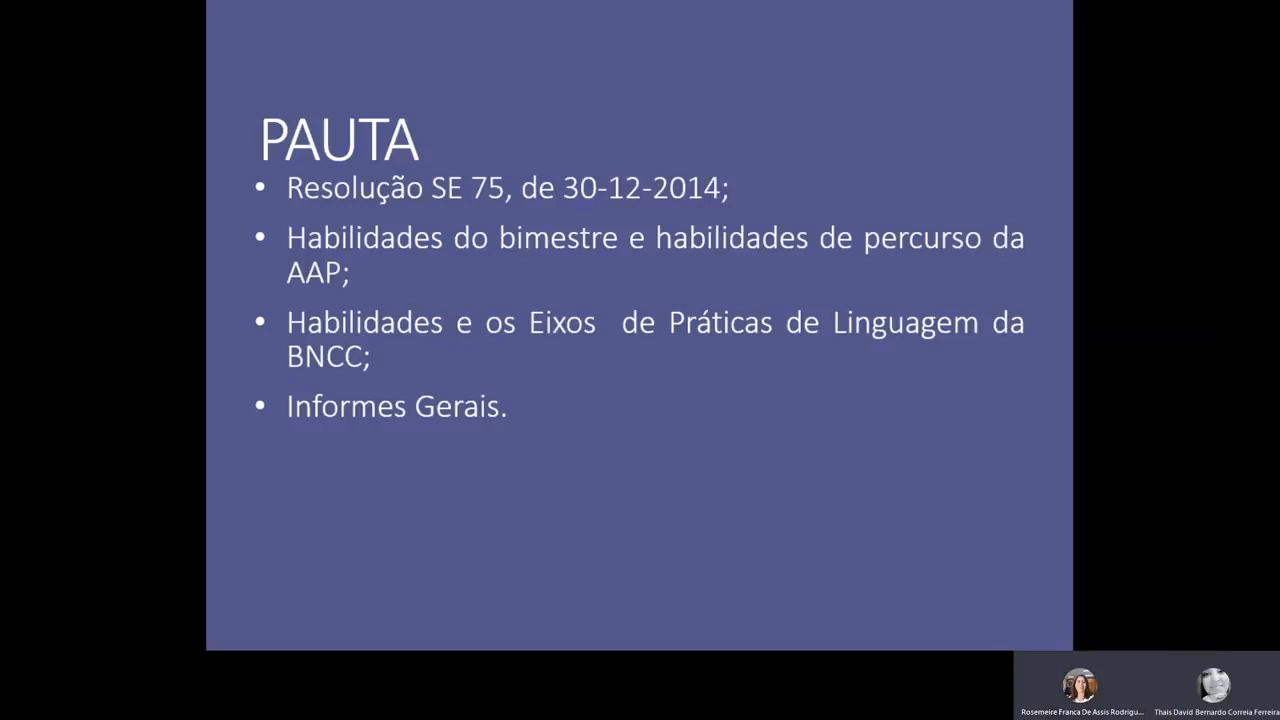 PAUTA
• Resolução SE 75, de 30-12-2014;
• Habilidades do bimestre e habilidades de percurso da
AAP;
• Habilidades e os Eixos de Práticas de Linguagem da
BNCC;
• Informes Gerais.
Rosemeire Franca De Assis Rodrigu...
Thais David Bernardo Correia Ferreira